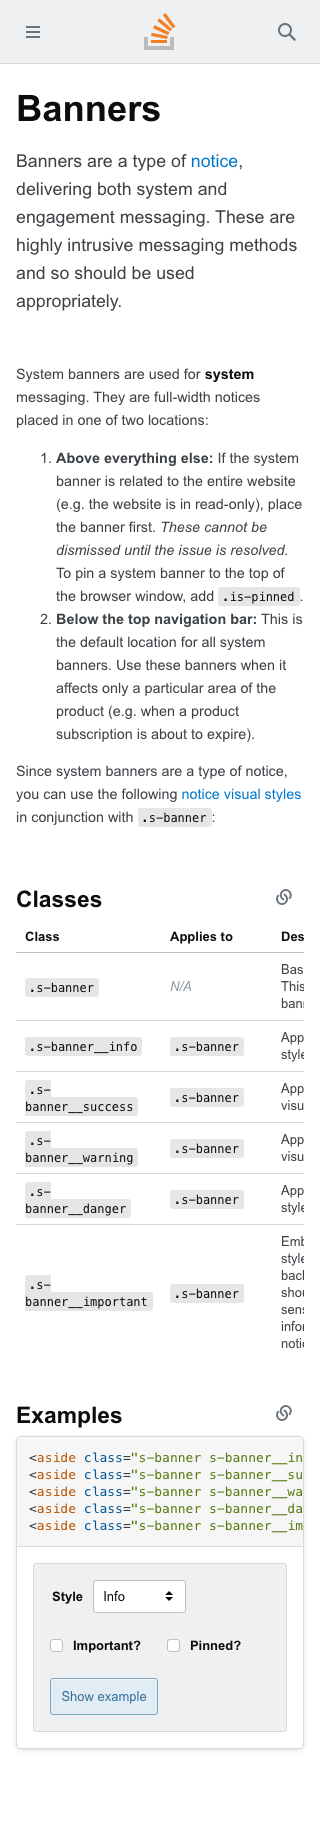 Banners
Banners are a type of notice,
delivering both system and
engagement messaging. These are
highly intrusive messaging methods
and so should be used
appropriately.
System banners are used for system
messaging. They are full-width notices
placed in one of two locations:
1. Above everything else: If the system
banner is related to the entire website
(e.g. the website is in read-only), place
the banner first. These cannot be
dismissed until the issue is resolved.
To pin a system banner to the top of
the browser window, add .is-pinned.
2. Below the top navigation bar: This is
the default location for all system
banners. Use these banners when it
affects only a particular area of the
product (e.g. when a product
subscription is about to expire).
Since system banners are a type of notice,
you can use the following notice visual styles
in conjunction with .s-banner:
Classes
Class Applies to Des
.s-banner N/A Bas
This
ban
.s-banner__info .s-banner App
style
.s-
banner__success .s-banner App
visu
.s-
banner__warning .s-banner App
visu
.s-
banner__danger .s-banner App
style
.s-
banner__important .s-banner Emb
style
bac
shou
sens
infor
notic
Examples
<aside class="s-banner s-banner__in
<aside class="s-banner s-banner__su
<aside class="s-banner s-banner__wa
<aside class="s-banner s-banner__da
<aside class="s-banner s-banner__im
Style Info
Important? Pinned?
Show example